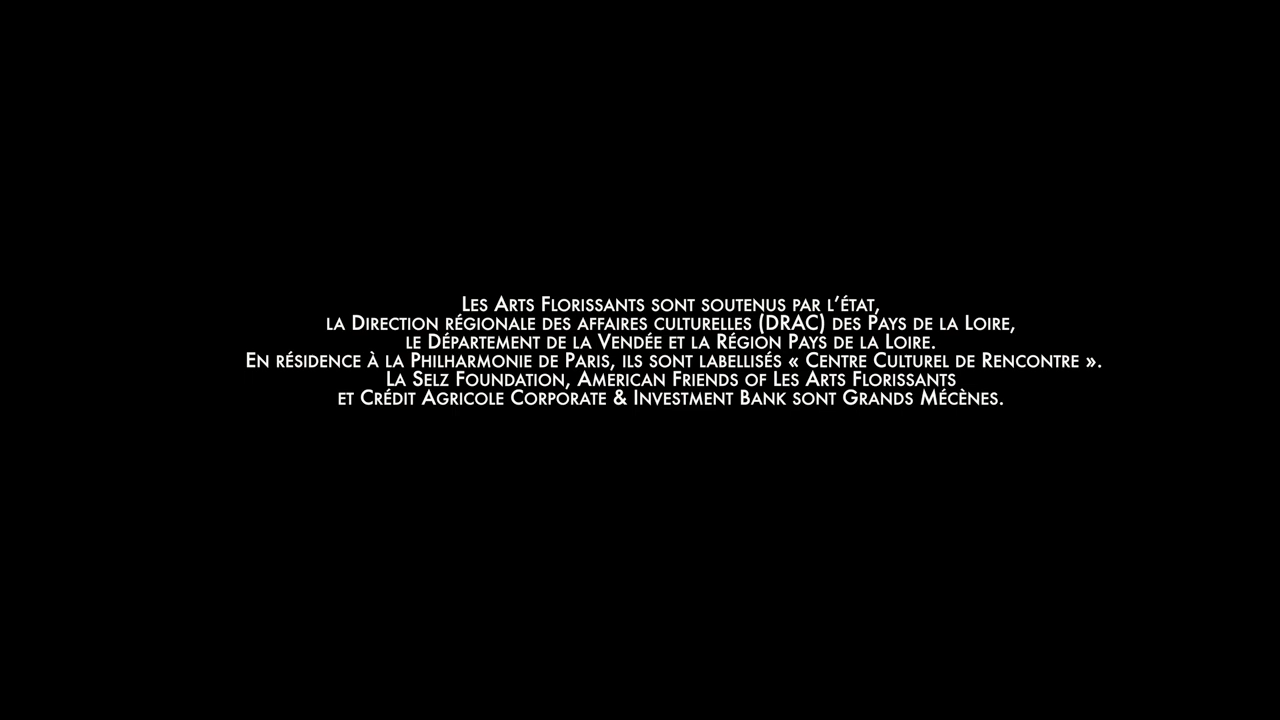 Les Arts Florissants sont soutenus par l’état,
la Direction régionale des affaires culturelles (DRAC) des Pays de la Loire,
le Département de la Vendée et la Région Pays de la Loire.
En résidence à la Philharmonie de Paris, ils sont labellisés « Centre Culturel de Rencontre ».
La Selz Foundation, American Friends of Les Arts Florissants
et Crédit Agricole Corporate & Investment Bank sont Grands Mécènes.